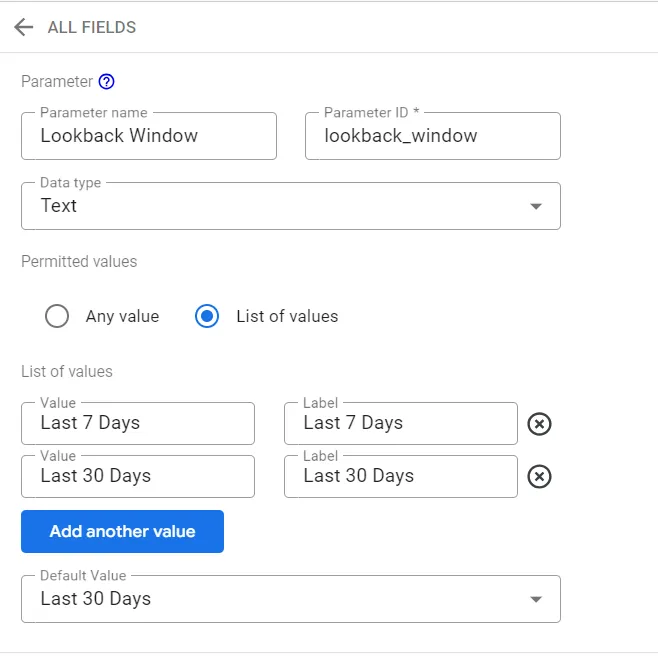 ALL FIELDS
Parameter ?
Parameter name Parameter ID *
Lookback Window lookback_window
Data type
Text
Permitted values
Any value List of values
List of values
Value Label
Last 7 Days Last 7 Days
Value Label
Last 30 Days Last 30 Days
Add another value
Default Value
Last 30 Days